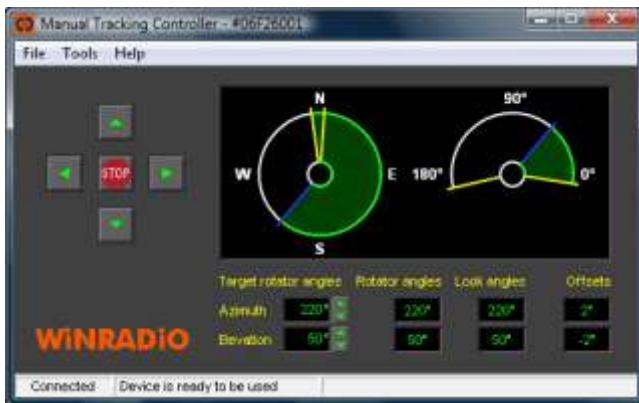 Manual Tracking Controller - #06F26001
File Tools Help
N
W
E
S
90°
180°
0°
STOP
Target rotator angles Rotator angles Look angles Offsets
Azimuth 220° 220° 220° 2°
Elevation 50° 50° 50° -2°
WiNRADiO
Connected Device is ready to be used